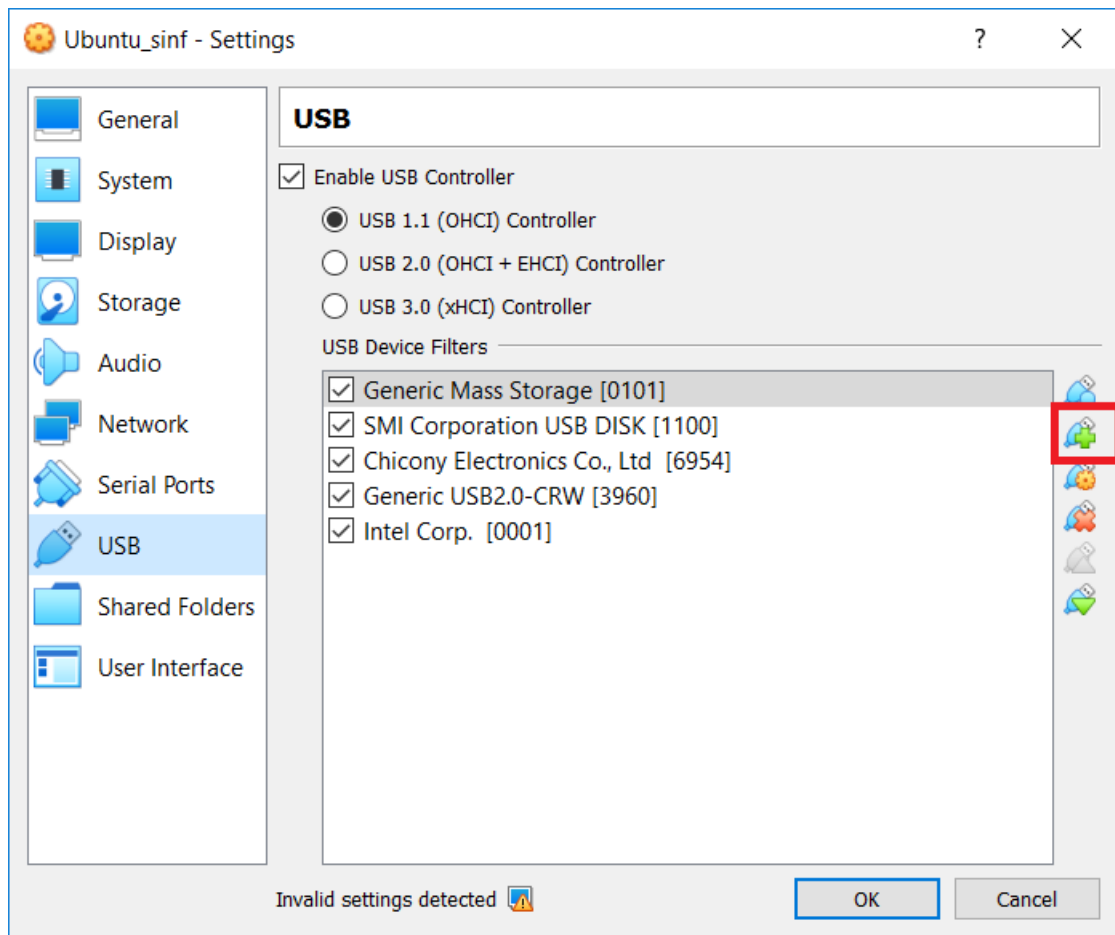 Ubuntu_sinf - Settings
?
General
System
Display
Storage
Audio
Network
Serial Ports
USB
Shared Folders
User Interface
USB
Enable USB Controller
USB 1.1 (OHCI) Controller
USB 2.0 (OHCI + EHCI) Controller
USB 3.0 (xHCI) Controller
USB Device Filters
Generic Mass Storage [0101]
SMI Corporation USB DISK [1100]
Chicony Electronics Co., Ltd  [6954]
Generic USB2.0-CRW [3960]
Intel Corp.  [0001]
Invalid settings detected
OK
Cancel